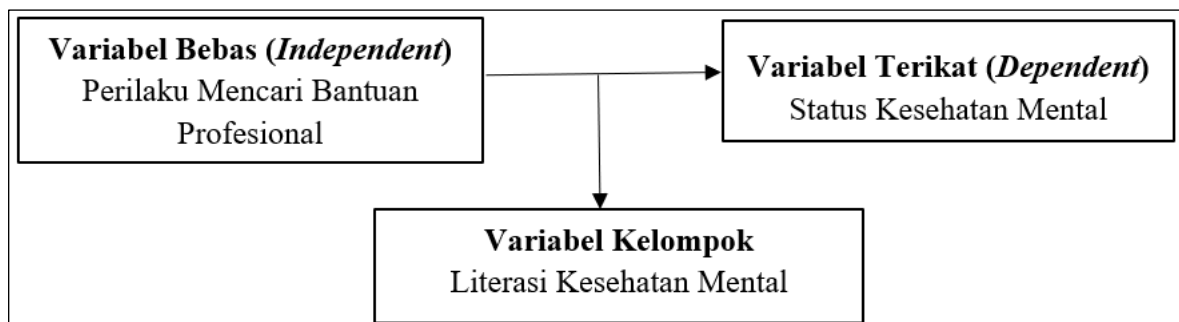 Variabel Bebas (Independent)
Perilaku Mencari Bantuan
Profesional
Variabel Terikat (Dependent)
Status Kesehatan Mental
Variabel Kelompok
Literasi Kesehatan Mental